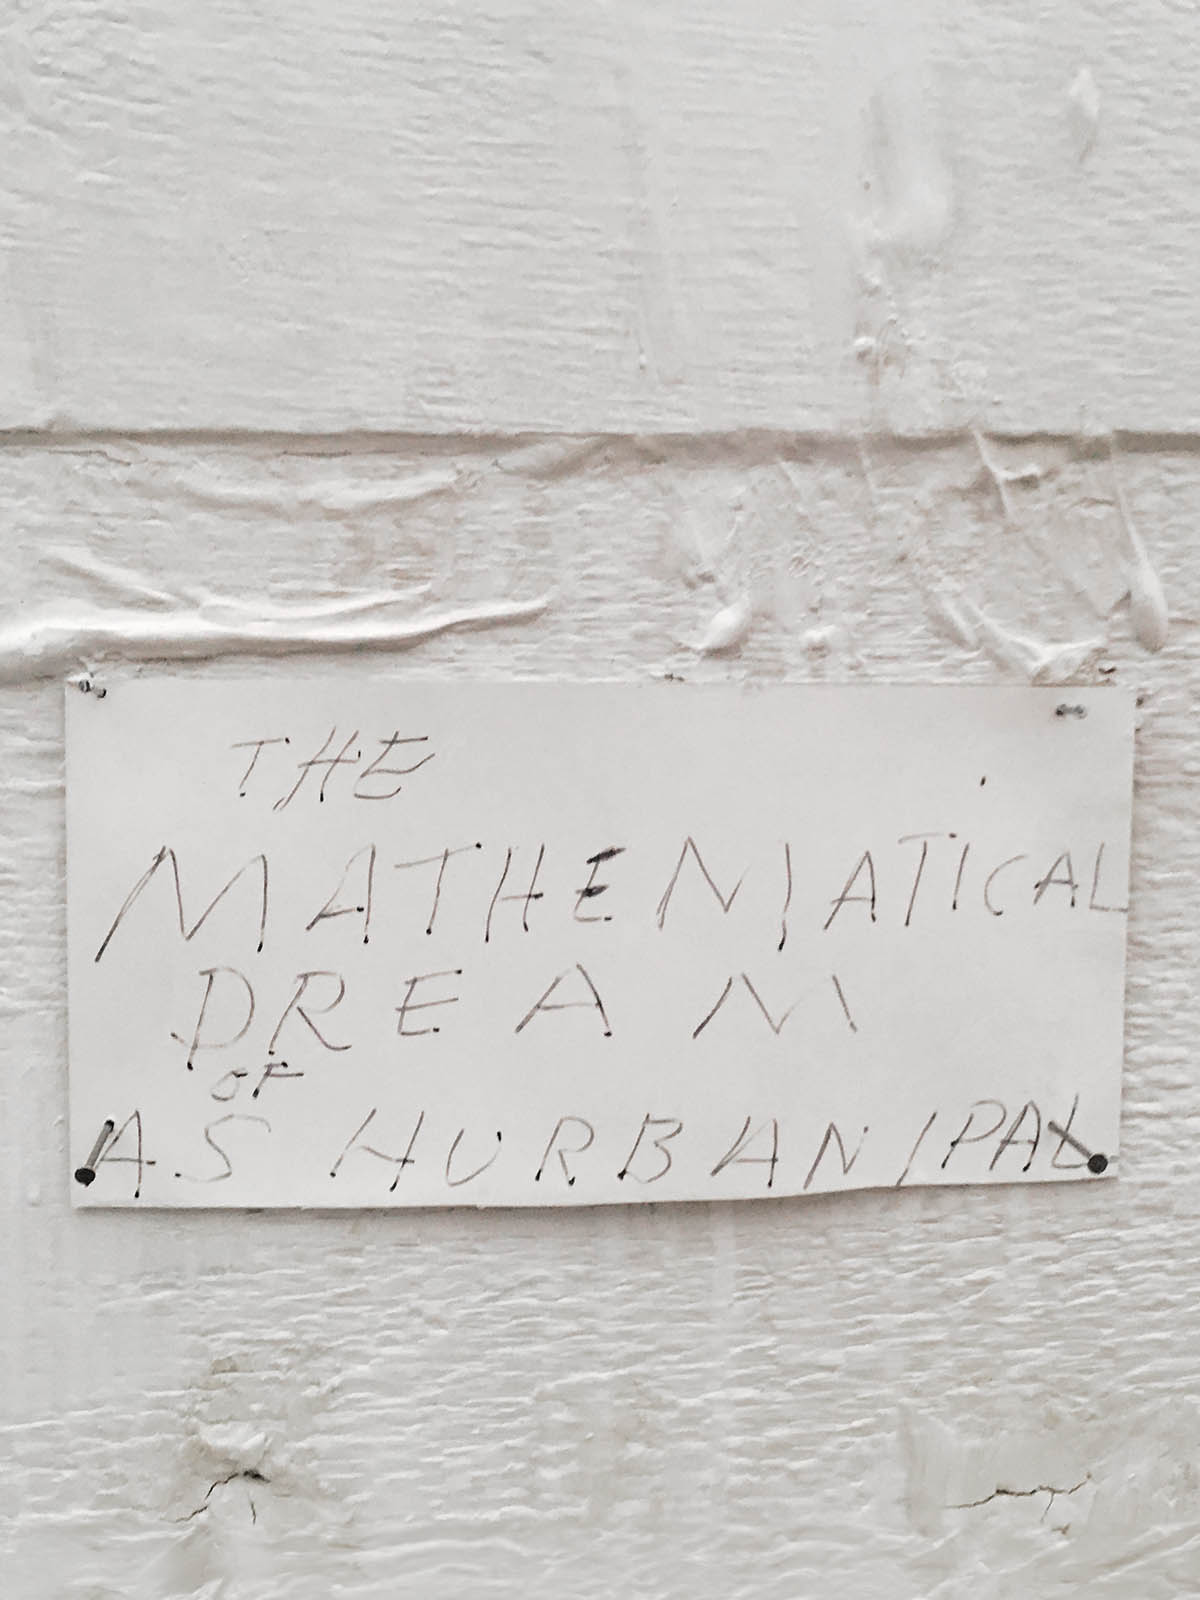 THE
MATHEMATICAL
DREAM
OF
ASHURBANIPAL